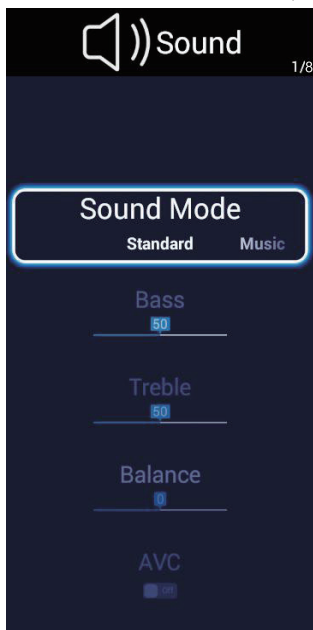 Sound
1/8
Sound Mode
Standard Music
Bass
50
Treble
50
Balance
0
AVC
Off